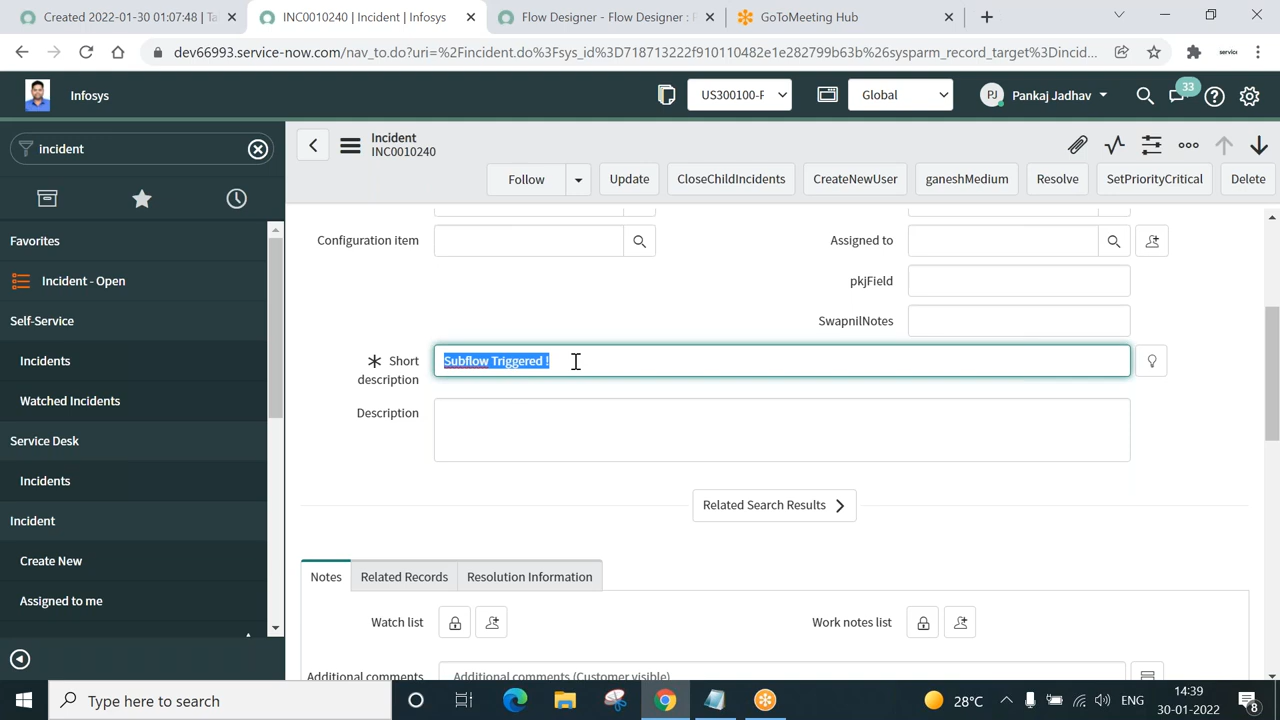 Created 2022-01-30 01:07:48 | Ta
INC0010240 | Incident | Infosys
Flow Designer - Flow Designer :
GoToMeeting Hub
dev66993.service-now.com/nav_to.do?uri=%2Fincident.do%3Fsys_id%3D718713222f910110482e1e282799b63b%26sysparm_record_target%3Dincid...
Infosys
US300100-F
Global
PJ
Pankaj Jadhav
33
incident
Favorites
Incident - Open
Self-Service
Incidents
Watched Incidents
Service Desk
Incidents
Incident
Create New
Assigned to me
Incident
INC0010240
Follow
Update
CloseChildIncidents
CreateNewUser
ganeshMedium
Resolve
SetPriorityCritical
Delete
Configuration item
Assigned to
pkjField
SwapnilNotes
Short
description
Subflow Triggered !
Description
Related Search Results
Notes
Related Records
Resolution Information
Watch list
Work notes list
Additional comments
Additional comments (Customer visible)
Type here to search
28°C
ENG
14:39
30-01-2022
8